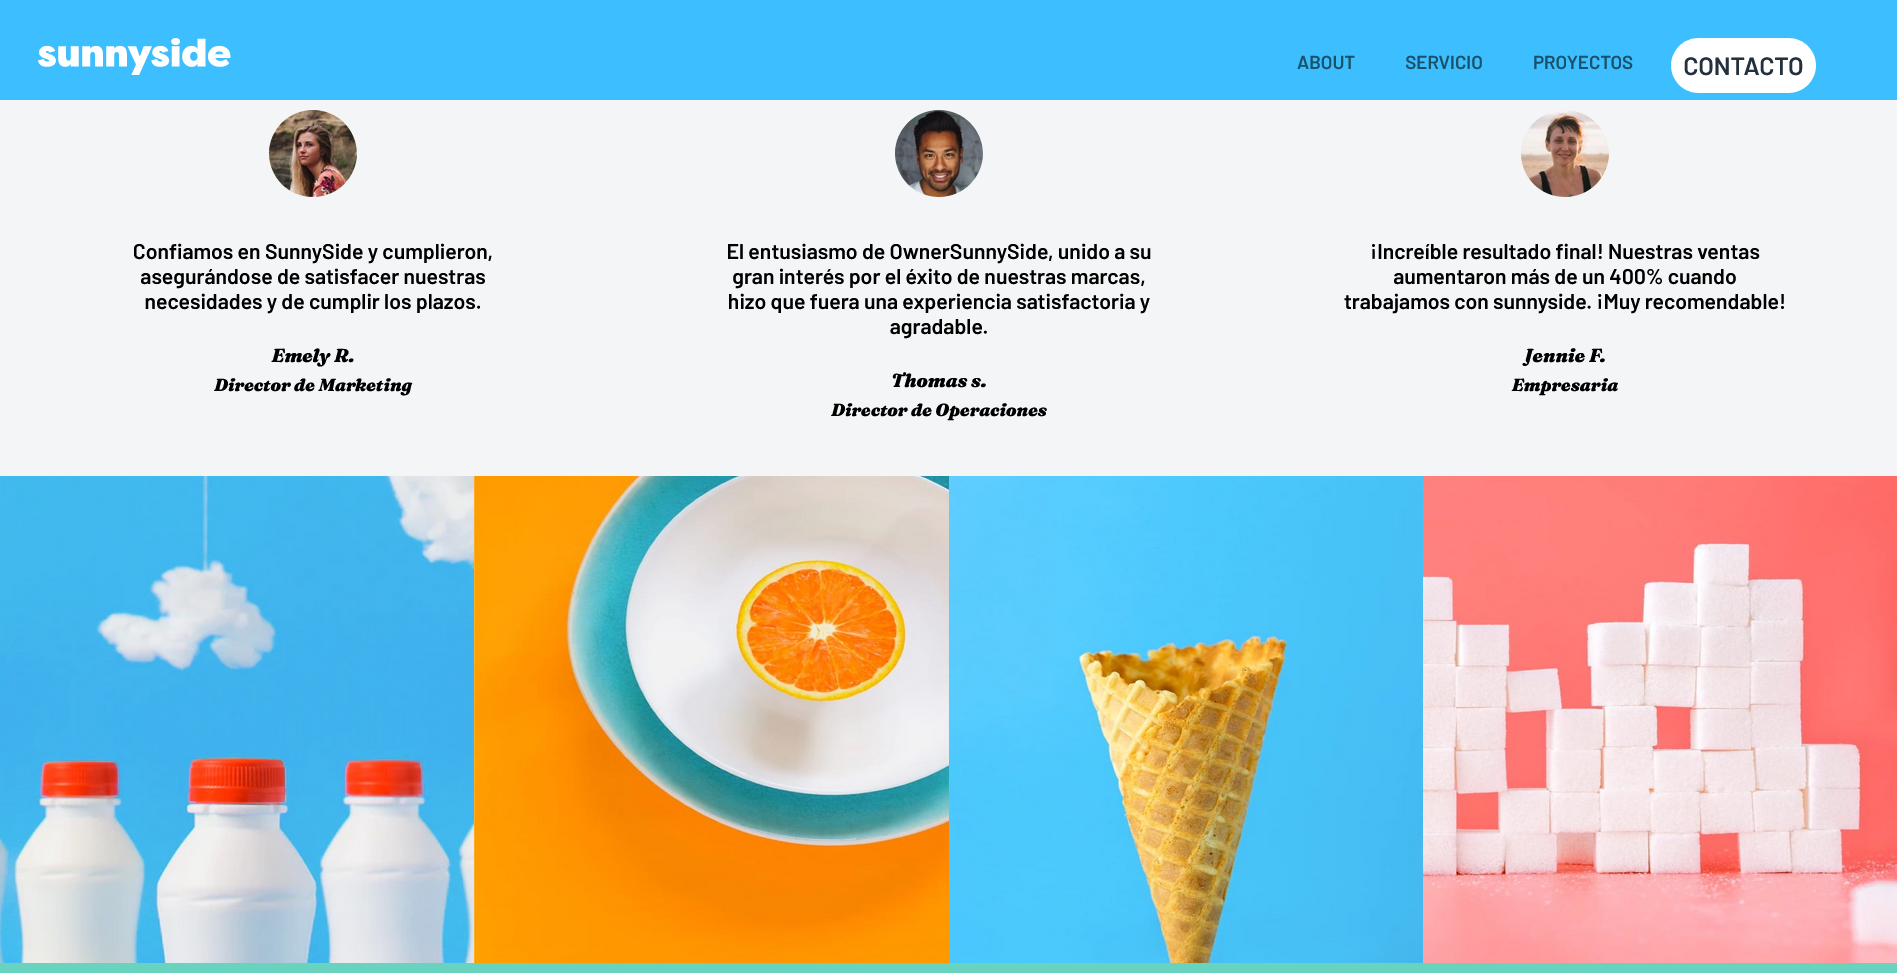 sunnyside
ABOUT
SERVICIO
PROYECTOS
CONTACTO
Confiamos en SunnySide y cumplieron,
asegurándose de satisfacer nuestras
necesidades y de cumplir los plazos.
Emely R.
Director de Marketing
El entusiasmo de OwnerSunnySide, unido a su
gran interés por el éxito de nuestras marcas,
hizo que fuera una experiencia satisfactoria y
agradable.
Thomas s.
Director de Operaciones
¡Increíble resultado final! Nuestras ventas
aumentaron más de un 400% cuando
trabajamos con sunnyside. ¡Muy recomendable!
Jennie F.
Empresaria